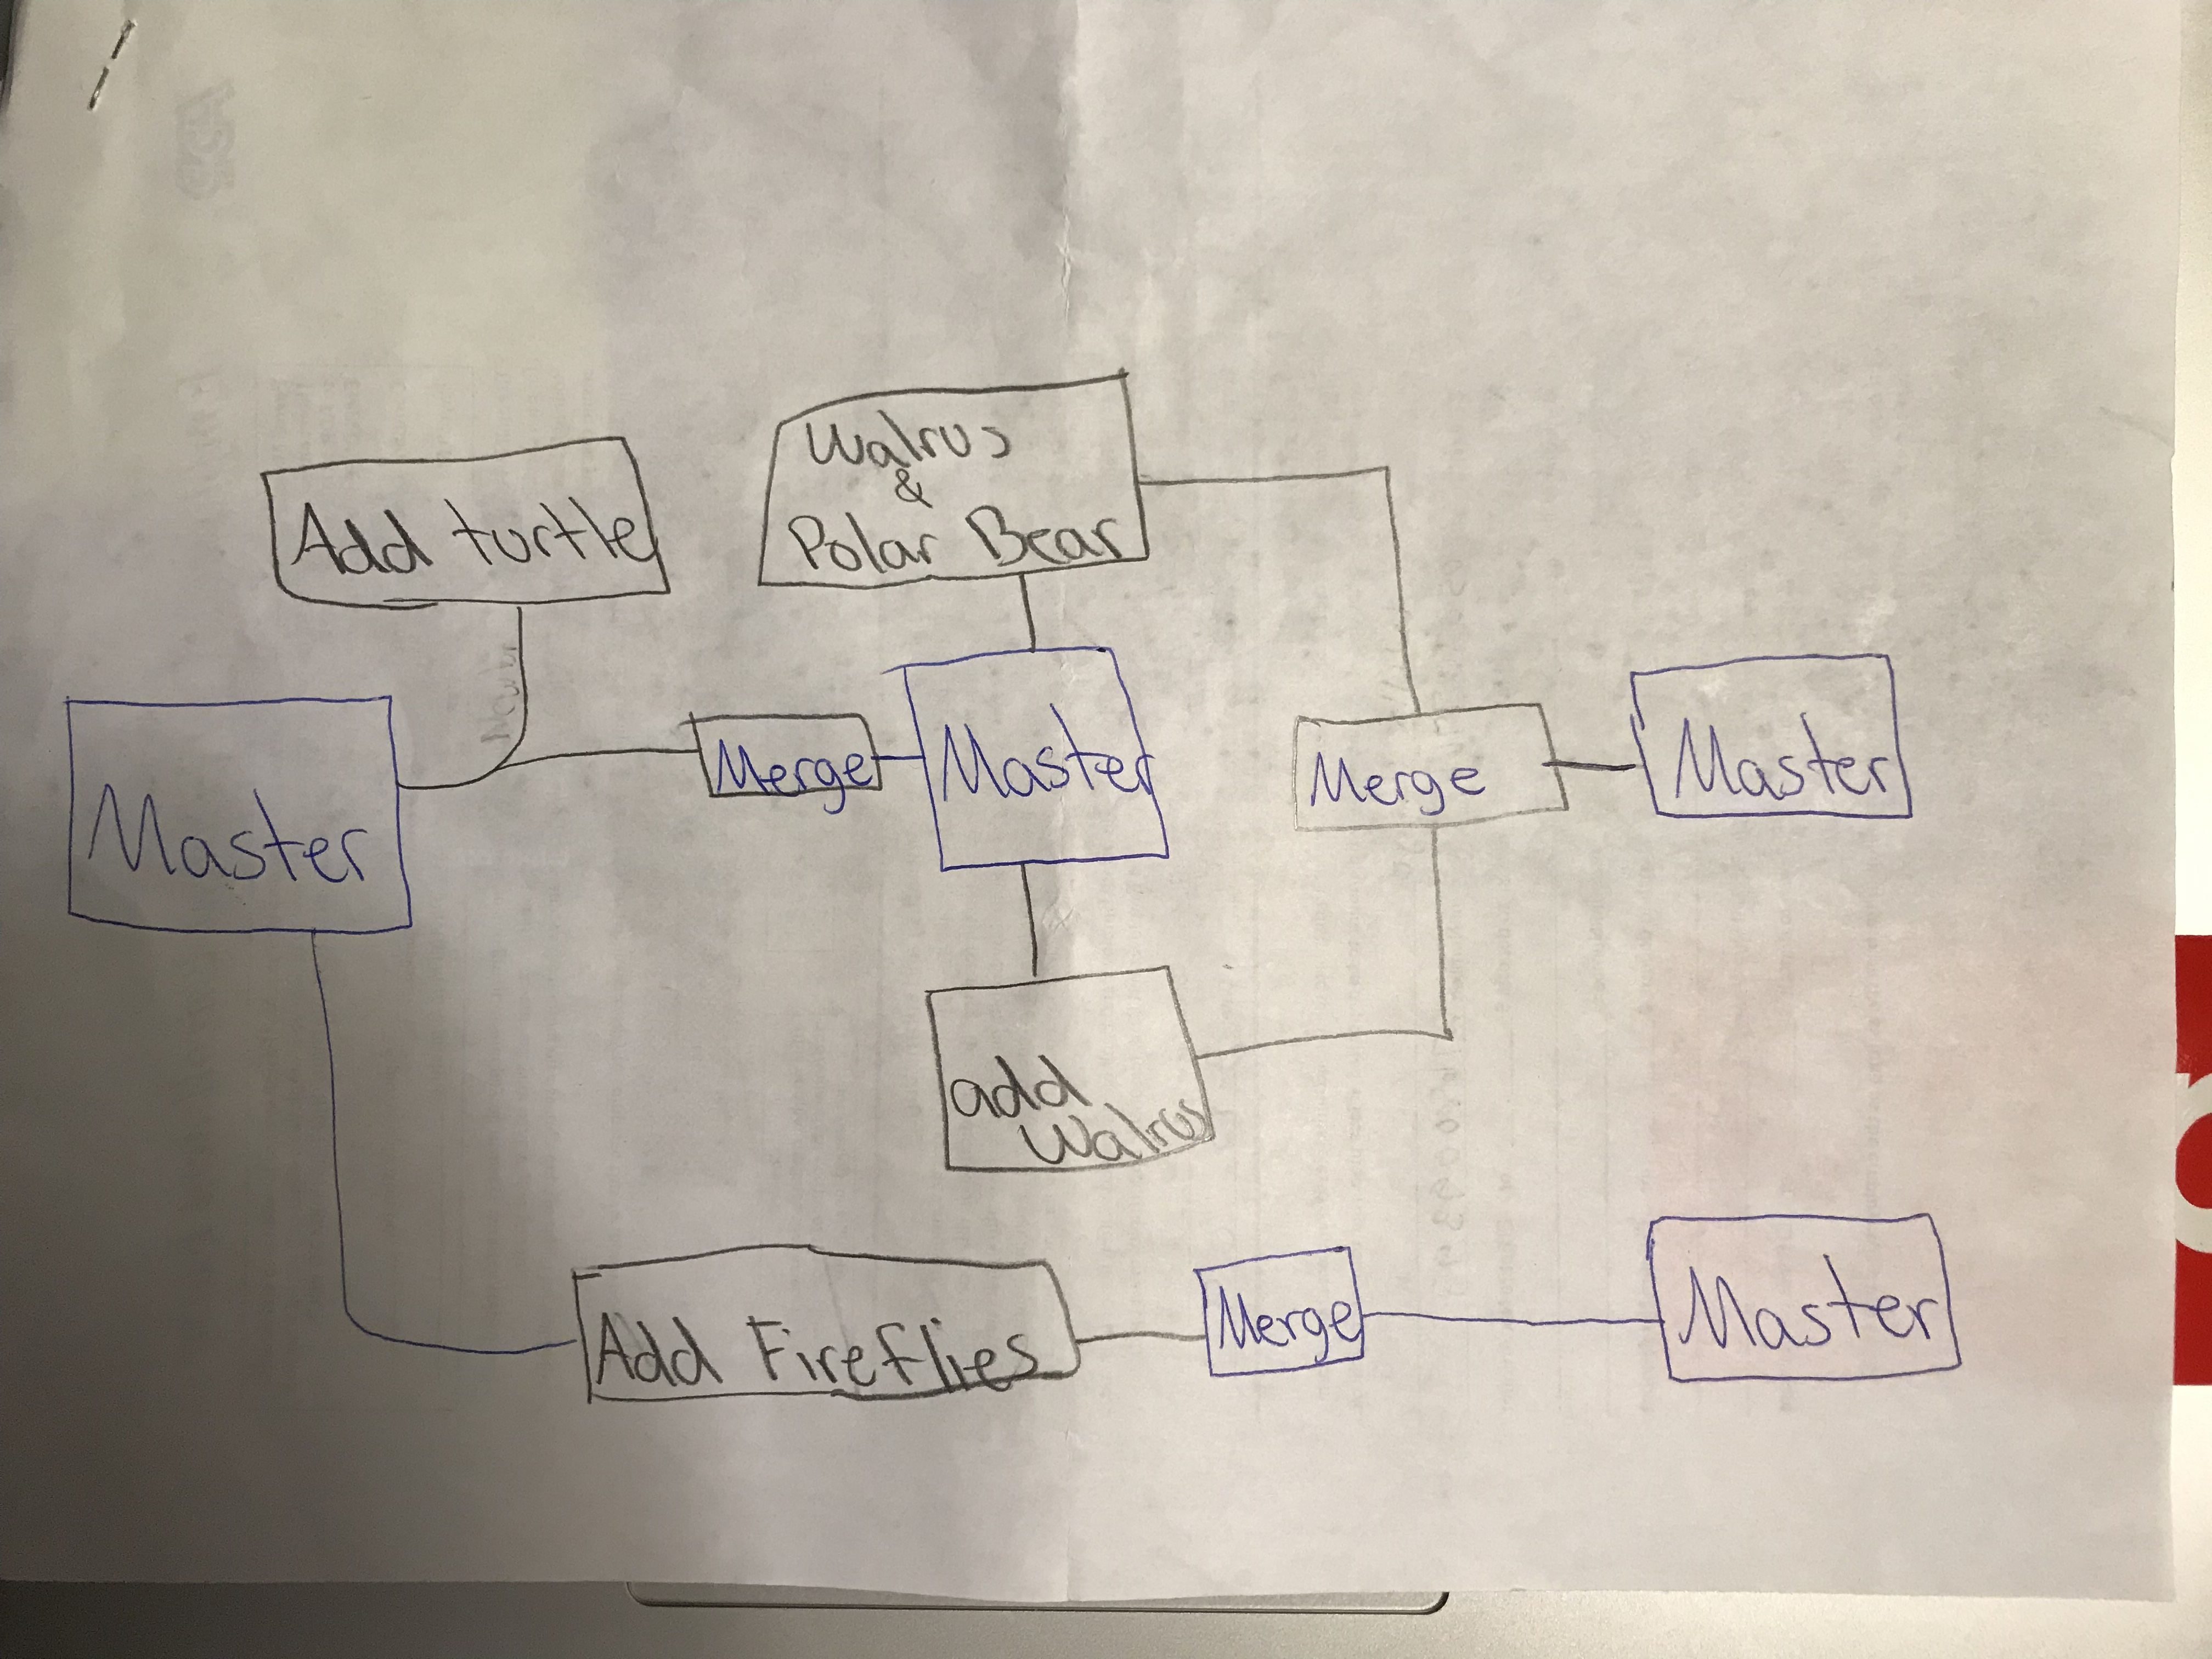 Walrus
&
Polar Bear
Add turtle
Master
Merge
Master
Merge
Master
add
Walrus
Add Fireflies
Merge
Master